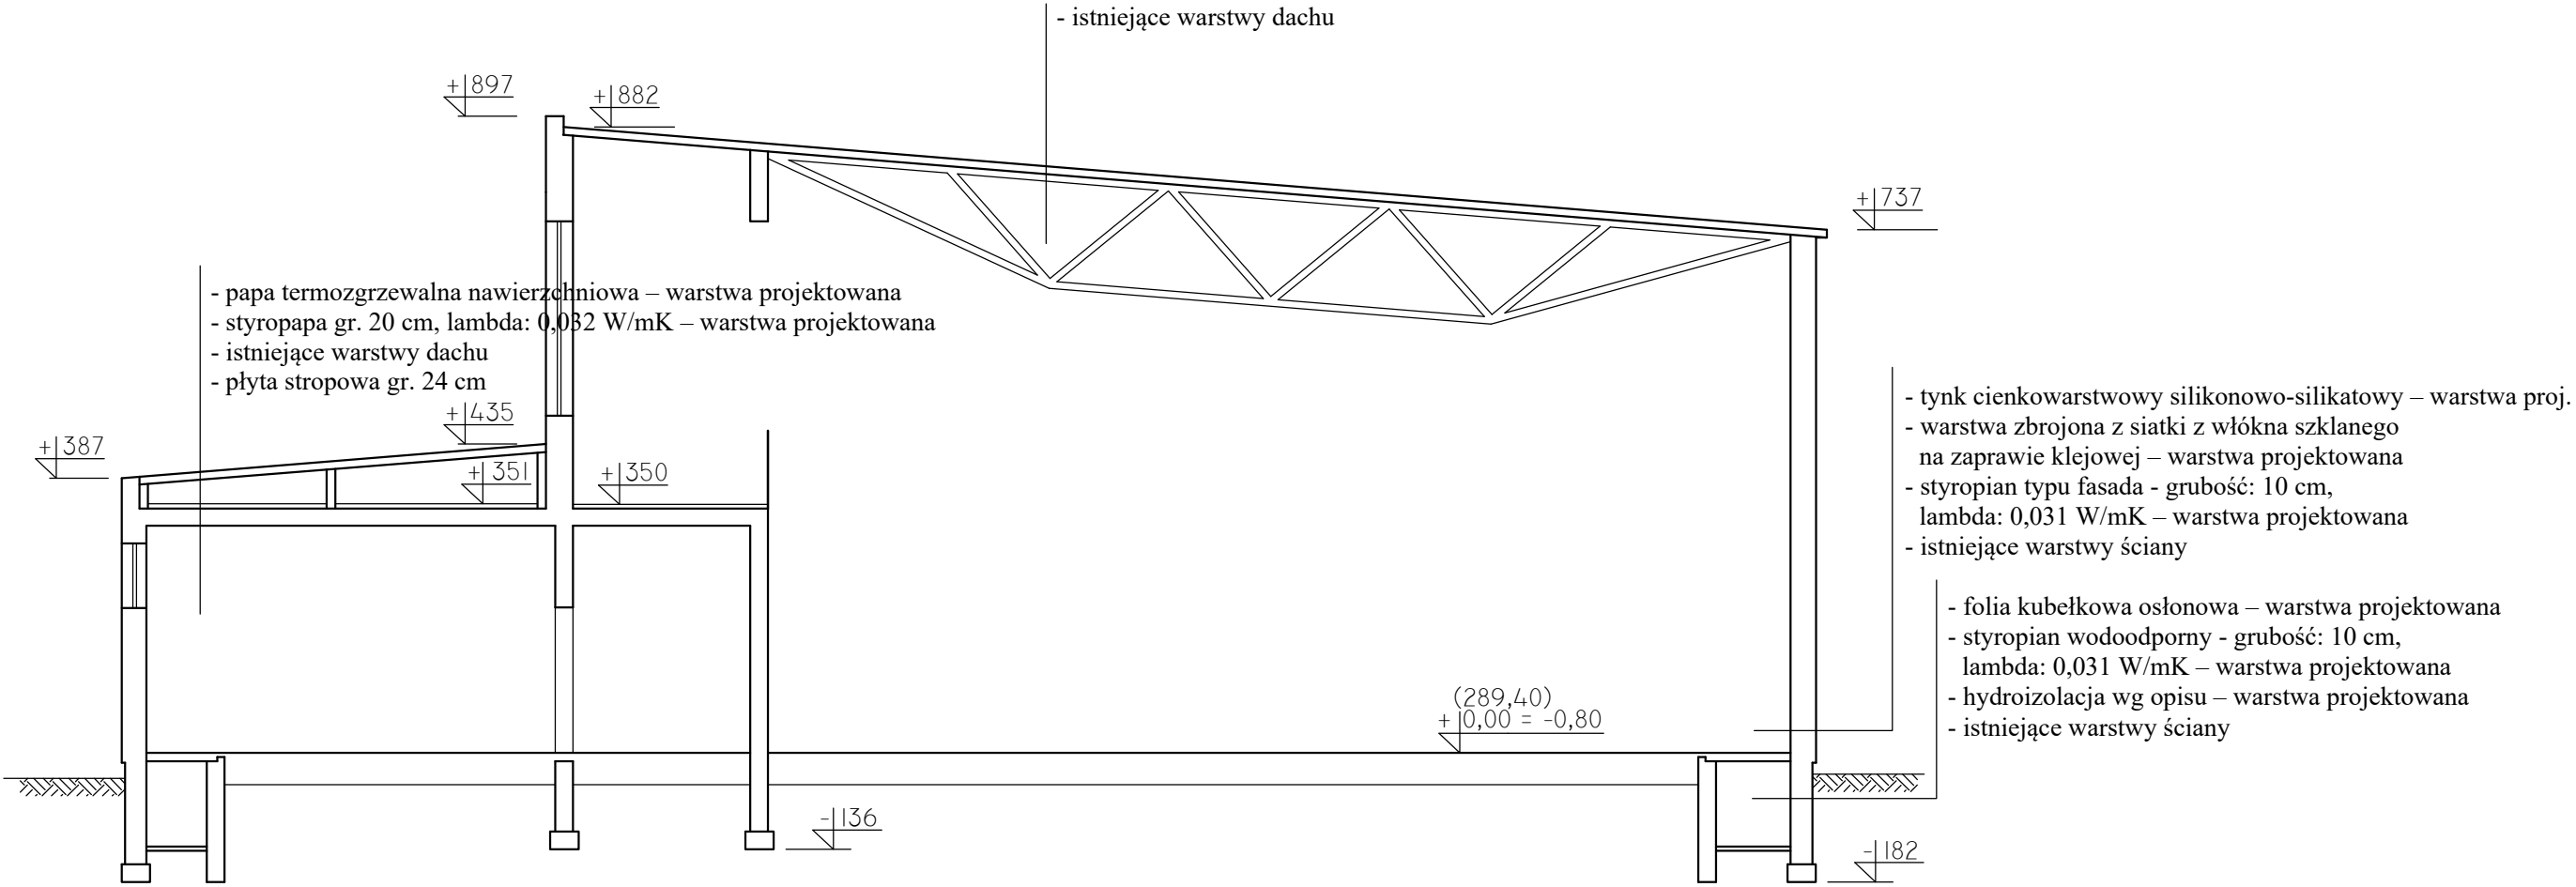 - istniejące warstwy dachu
+897
+882
+737
- papa termozgrzewalna nawierzchniowa – warstwa projektowana
- styropapa gr. 20 cm, lambda: 0,032 W/mK – warstwa projektowana
- istniejące warstwy dachu
- płyta stropowa gr. 24 cm
+435
+387
+351
+350
- tynk cienkowarstwowy silikonowo-silikatowy – warstwa proj.
- warstwa zbrojona z siatki z włókna szklanego
na zaprawie klejowej – warstwa projektowana
- styropian typu fasada - grubość: 10 cm,
lambda: 0,031 W/mK – warstwa projektowana
- istniejące warstwy ściany
- folia kubełkowa osłonowa – warstwa projektowana
- styropian wodoodporny - grubość: 10 cm,
lambda: 0,031 W/mK – warstwa projektowana
- hydroizolacja wg opisu – warstwa projektowana
- istniejące warstwy ściany
(289,40)
+0,00 = -0,80
-136
-182